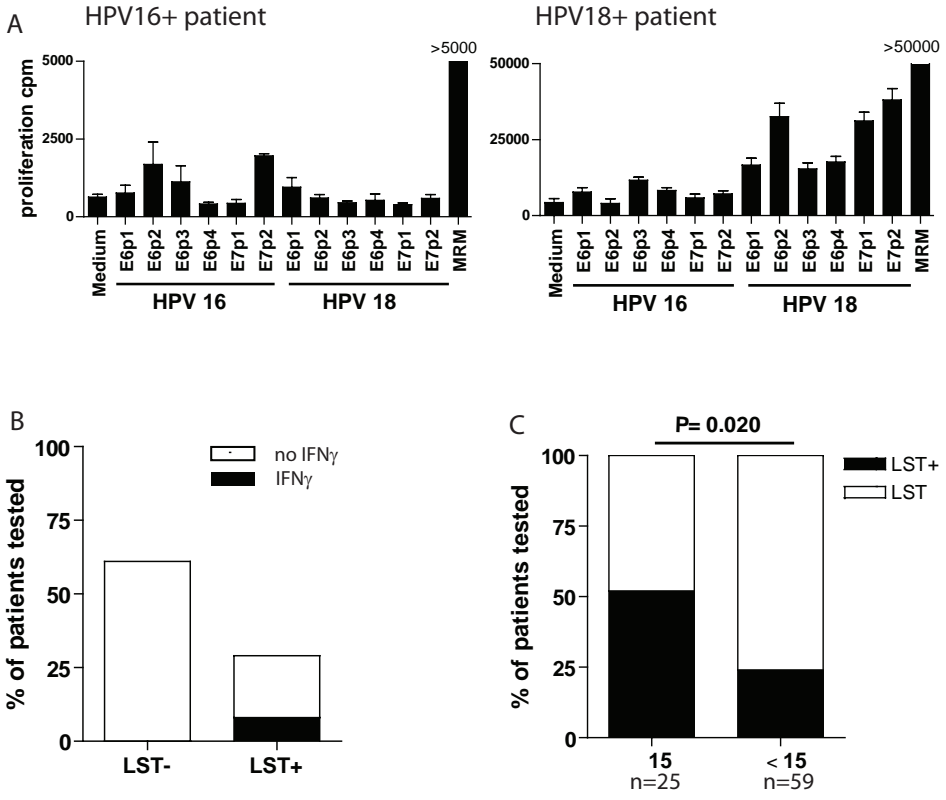 A
HPV16+ patient
HPV18+ patient
>5000
>50000
proliferation cpm
5000
2500
0
Medium
E6p1
E6p2
E6p3
E6p4
E7p1
E7p2
E6p1
E6p2
E6p3
E6p4
E7p1
E7p2
MRM
HPV 16
HPV 18
50000
25000
0
Medium
E6p1
E6p2
E6p3
E6p4
E7p1
E7p2
E6p1
E6p2
E6p3
E6p4
E7p1
E7p2
MRM
HPV 16
HPV 18
B
no IFNγ
IFNγ
% of patients tested
100
75
50
25
0
LST-
LST+
C
P= 0.020
LST+
LST
% of patients tested
100
75
50
25
0
15
< 15
n=25
n=59